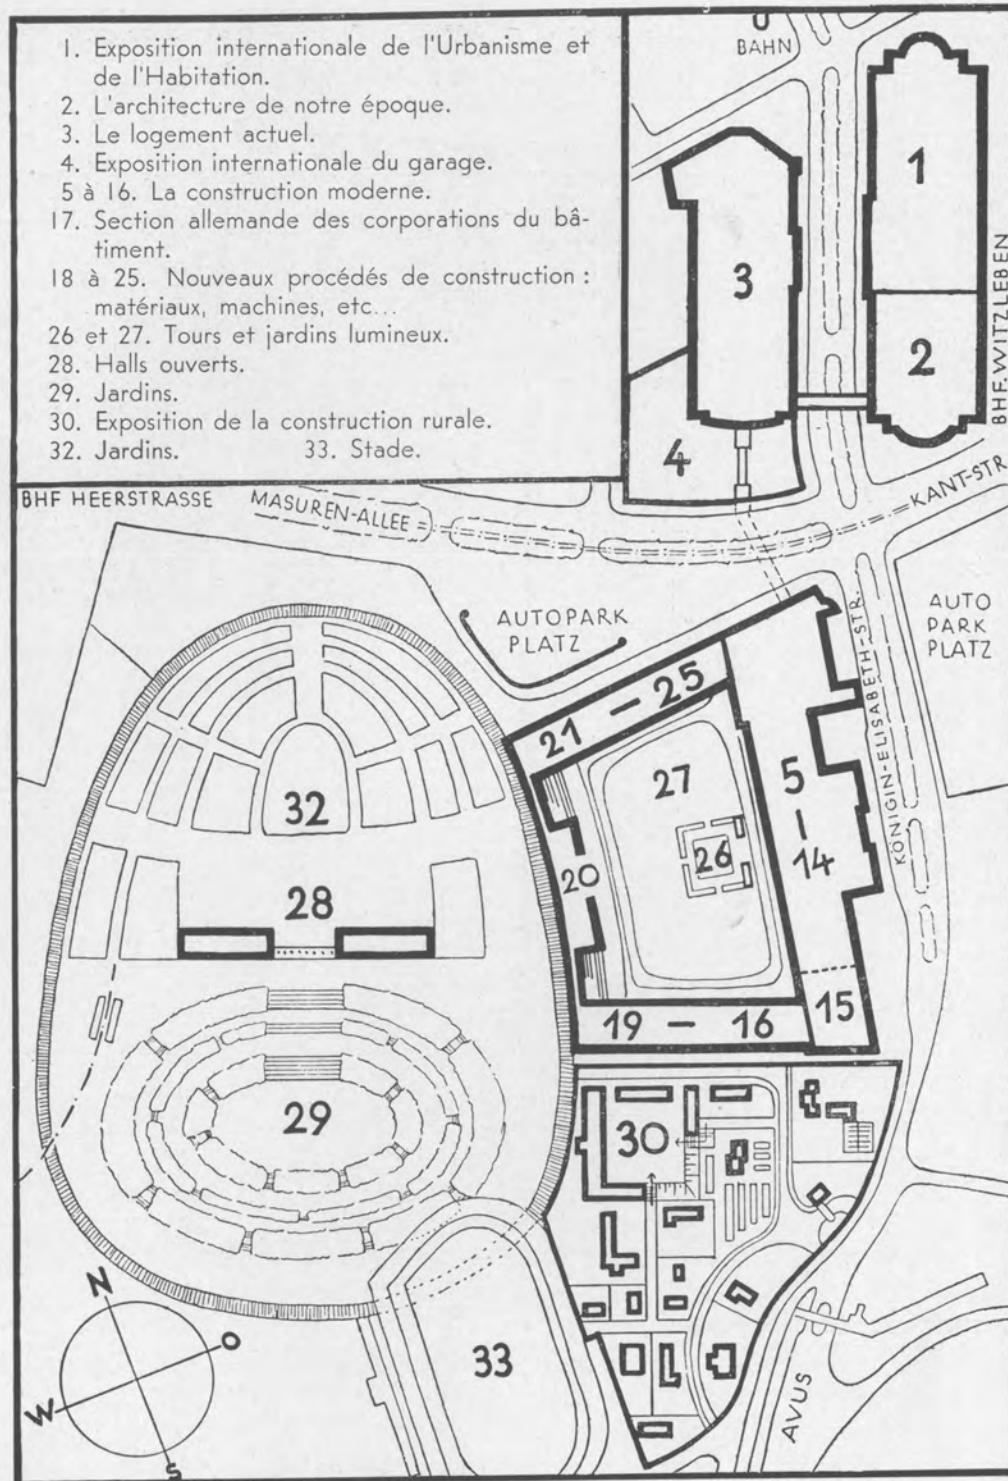 1. Exposition internationale de l'Urbanisme et
de l'Habitation.
2. L'architecture de notre époque.
3. Le logement actuel.
4. Exposition internationale du garage.
5 à 16. La construction moderne.
17. Section allemande des corporations du bâ-
timent.
18 à 25. Nouveaux procédés de construction :
matériaux, machines, etc...
26 et 27. Tours et jardins lumineux.
28. Halls ouverts.
29. Jardins.
30. Exposition de la construction rurale.
32. Jardins. 33. Stade.
U
BAHN
1
2
3
4
BHF. WITZLEBEN
BHF HEERSTRASSE
MASUREN-ALLEE
KANT-STR.
AUTOPARK
PLATZ
KÖNIGIN-ELISABETH-STR.
AUTO
PARK
PLATZ
21 — 25
27
26
5
—
14
20
32
28
15
19 — 16
29
30
33
AVUS
N
O
W
S